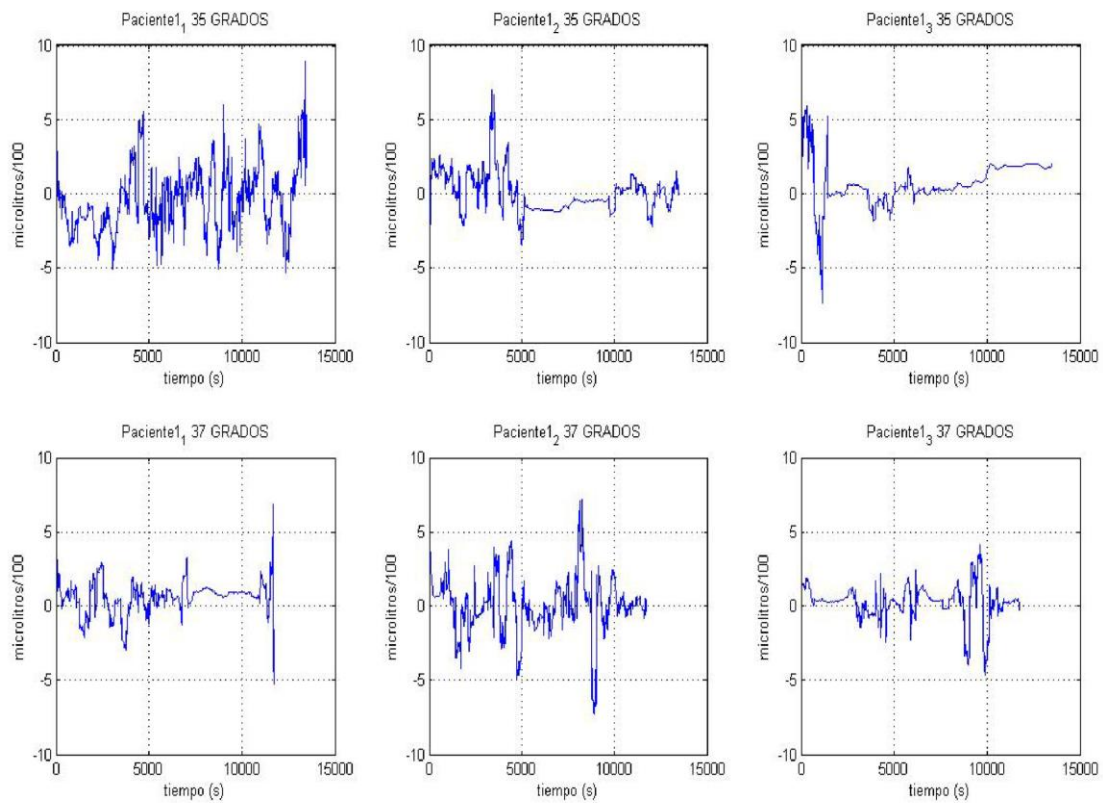 Paciente1₁ 35 GRADOS
10
5
0
-5
-10
microlitros/100
0 5000 10000 15000
tiempo (s)
Paciente1₂ 35 GRADOS
10
5
0
-5
-10
microlitros/100
0 5000 10000 15000
tiempo (s)
Paciente1₃ 35 GRADOS
10
5
0
-5
-10
microlitros/100
0 5000 10000 15000
tiempo (s)
Paciente1₁ 37 GRADOS
10
5
0
-5
-10
microlitros/100
0 5000 10000 15000
tiempo (s)
Paciente1₂ 37 GRADOS
10
5
0
-5
-10
microlitros/100
0 5000 10000 15000
tiempo (s)
Paciente1₃ 37 GRADOS
10
5
0
-5
-10
microlitros/100
0 5000 10000 15000
tiempo (s)